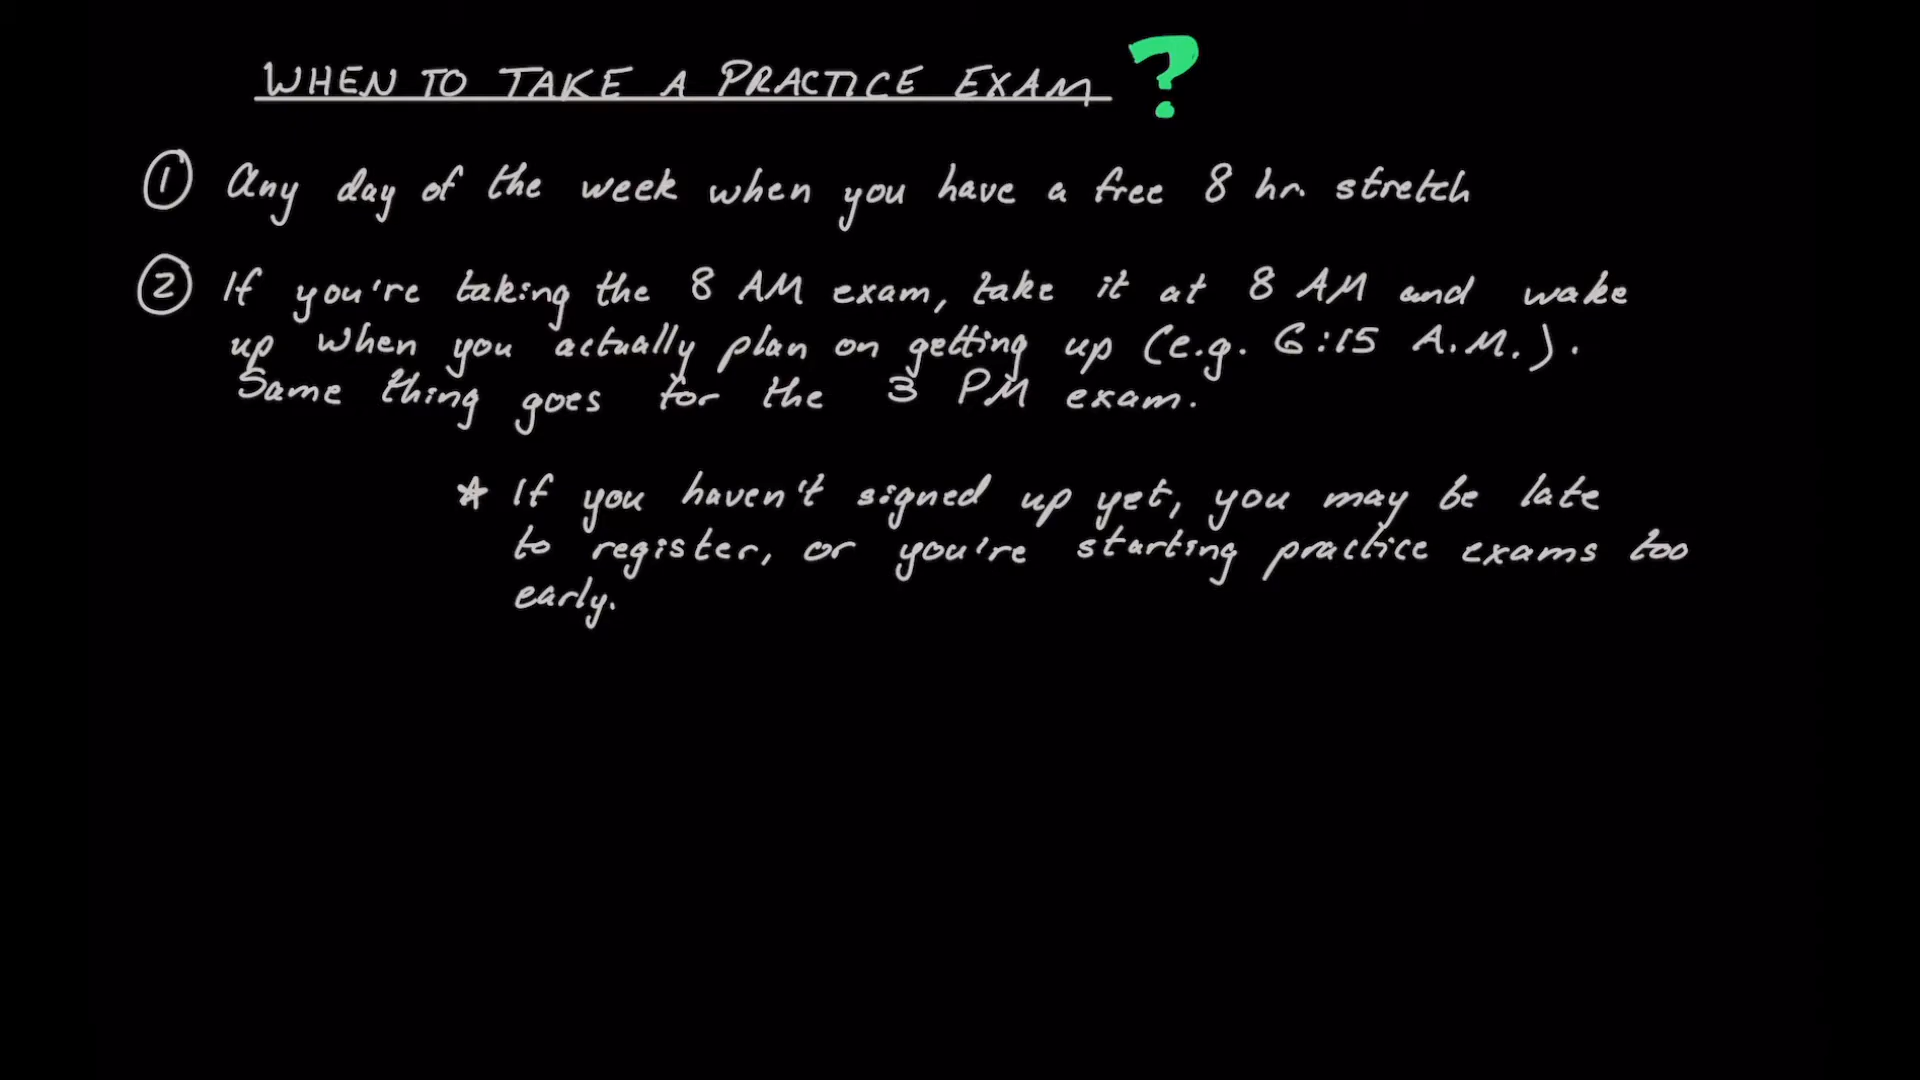 WHEN TO TAKE A PRACTICE EXAM ?
① Any day of the week when you have a free 8 hr. stretch
② If you're taking the 8 AM exam, take it at 8 AM and wake
up when you actually plan on getting up (e.g. 6:15 A.M.).
Same thing goes for the 3 PM exam.
* If you haven't signed up yet, you may be late
to register, or you're starting practice exams too
early.